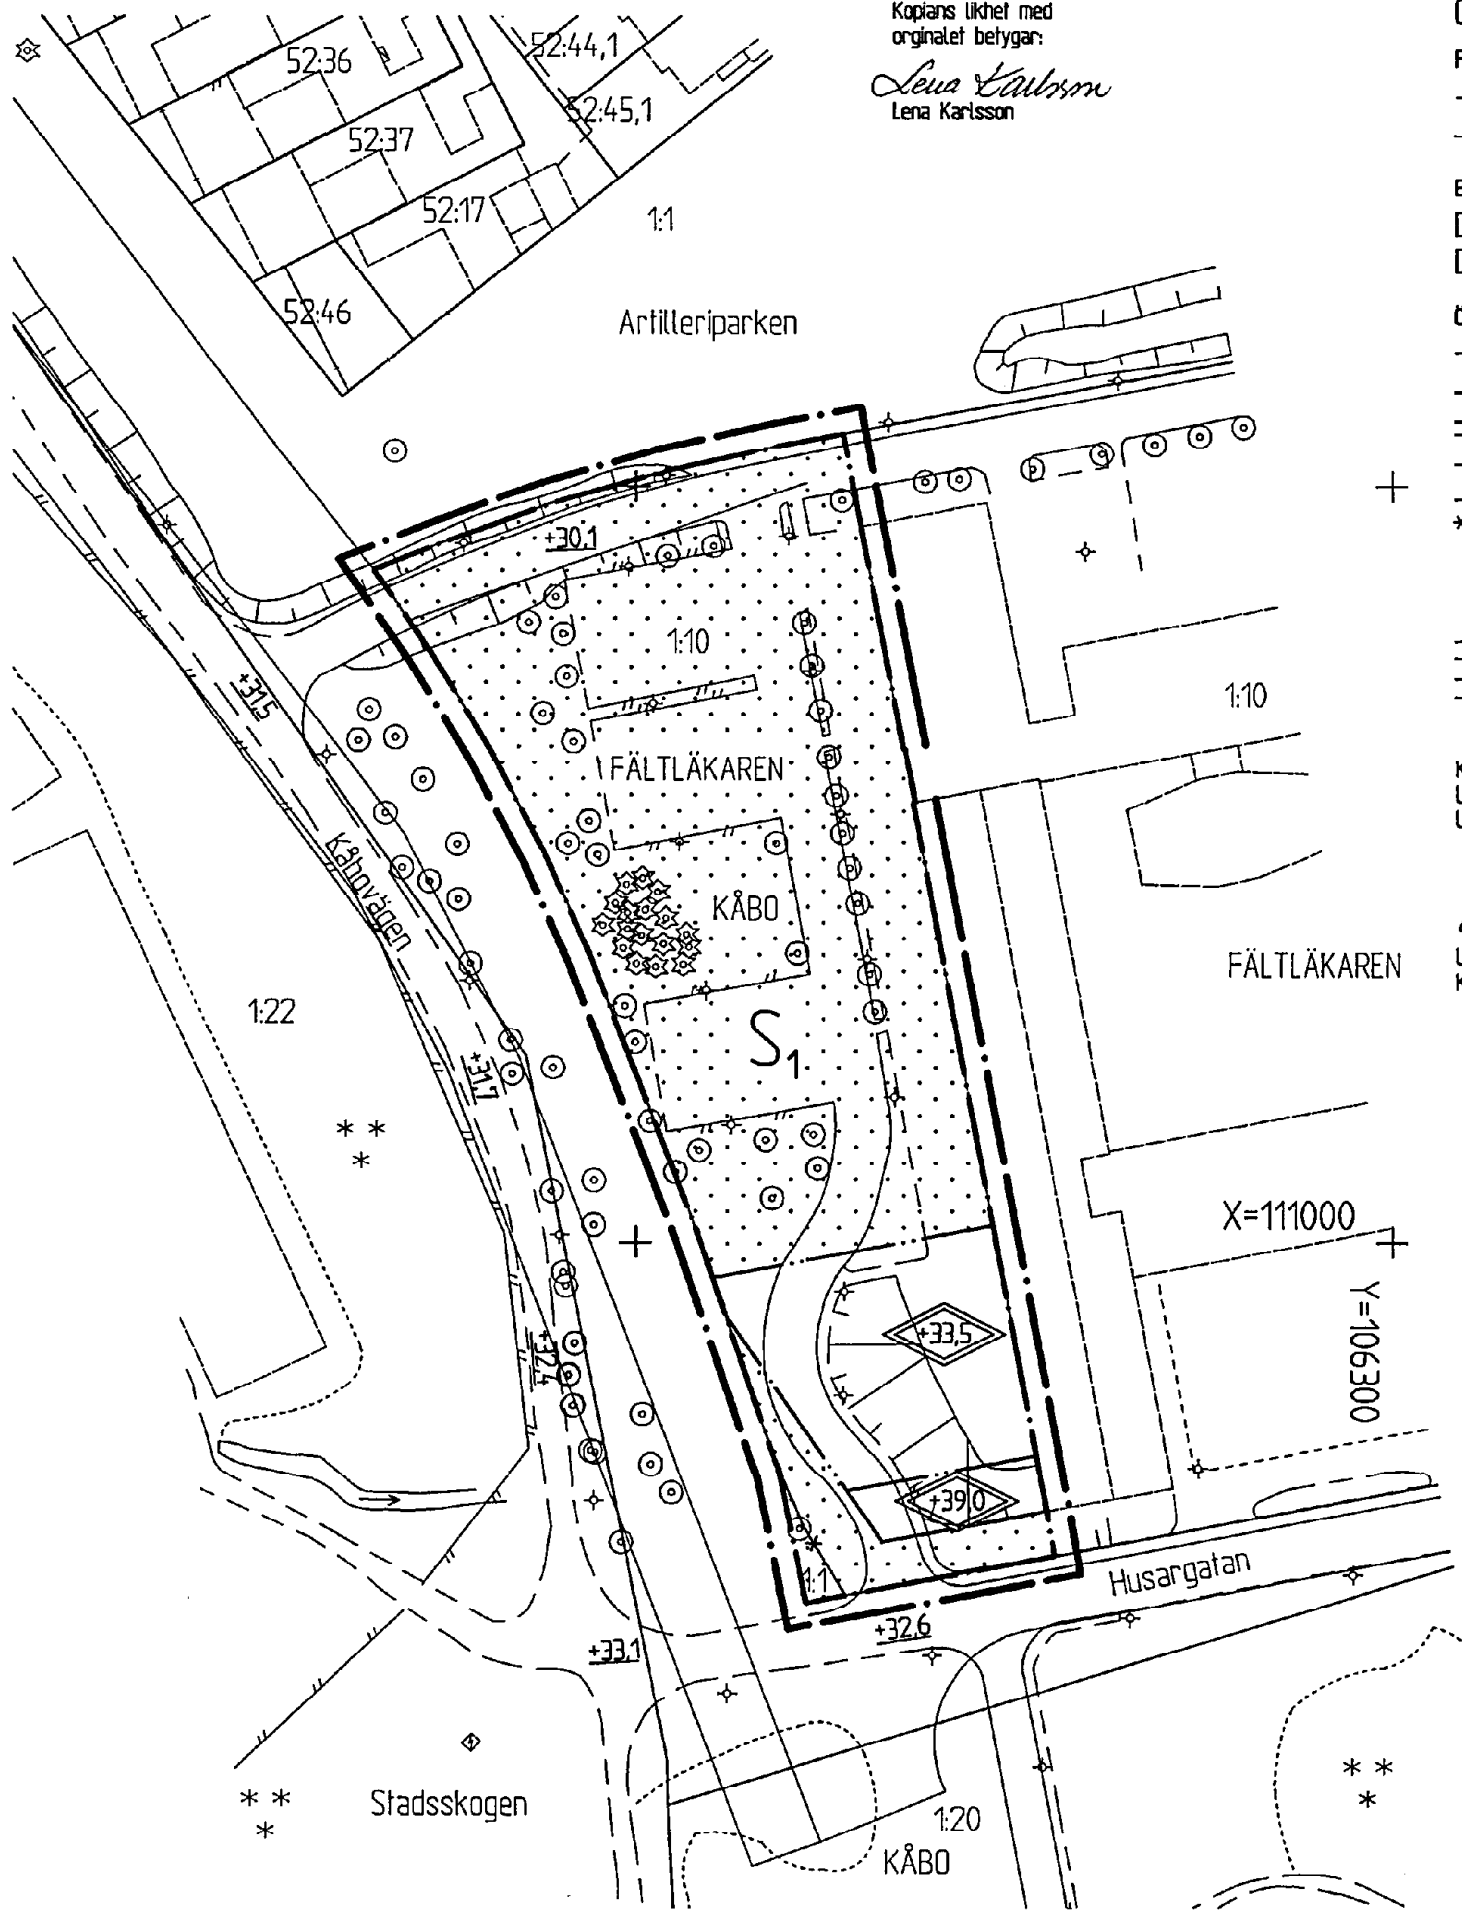 Kopians likhet med
orginalet betygar:
Lena Karlsson
Lena Karlsson
52:36
52:44,1
52:45,1
52:37
52:17
1:1
52:46
Artilleriparken
+30,1
1:10
+31,5
1:10
FÄLTLÄKAREN
Kåbovägen
KÅBO
FÄLTLÄKAREN
1:22
S1
+31,7
X=111000
Y=106300
+33,5
+32,4
+39,0
1:1
Husargatan
+32,6
+33,1
Stadsskogen
1:20
KÅBO